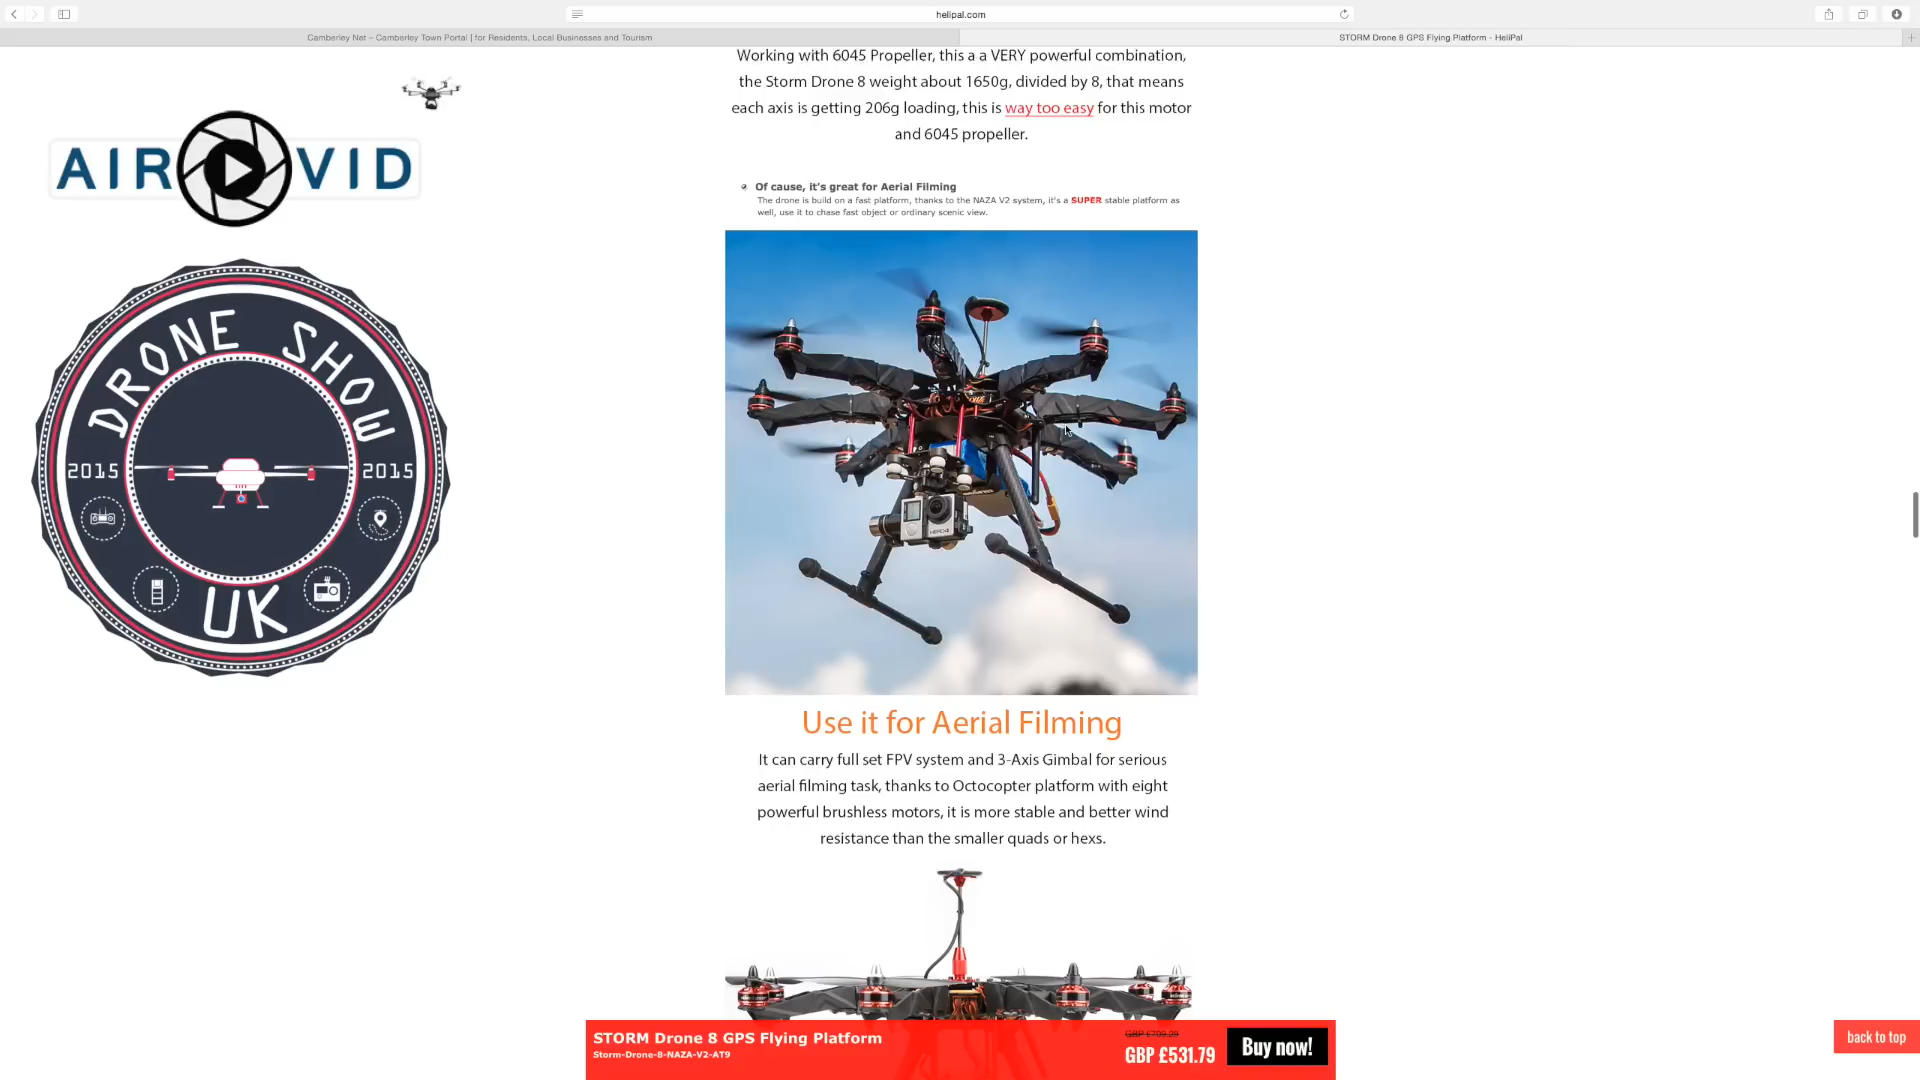 helipal.com
Camberley Net – Camberley Town Portal | for Residents, Local Businesses and Tourism
STORM Drone 8 GPS Flying Platform - HeliPal
Working with 6045 Propeller, this a a VERY powerful combination,
the Storm Drone 8 weight about 1650g, divided by 8, that means
each axis is getting 206g loading, this is way too easy for this motor
and 6045 propeller.
AIR VID
Of cause, it's great for Aerial Filming
The drone is build on a fast platform, thanks to the NAZA V2 system, it's a SUPER stable platform as
well, use it to chase fast object or ordinary scenic view.
DRONE SHOW
2015 2015
UK
HERO4
Use it for Aerial Filming
It can carry full set FPV system and 3-Axis Gimbal for serious
aerial filming task, thanks to Octocopter platform with eight
powerful brushless motors, it is more stable and better wind
resistance than the smaller quads or hexs.
STORM Drone 8 GPS Flying Platform
Storm-Drone-8-NAZA-V2-AT9
GBP £709.29
GBP £531.79
Buy now!
back to top